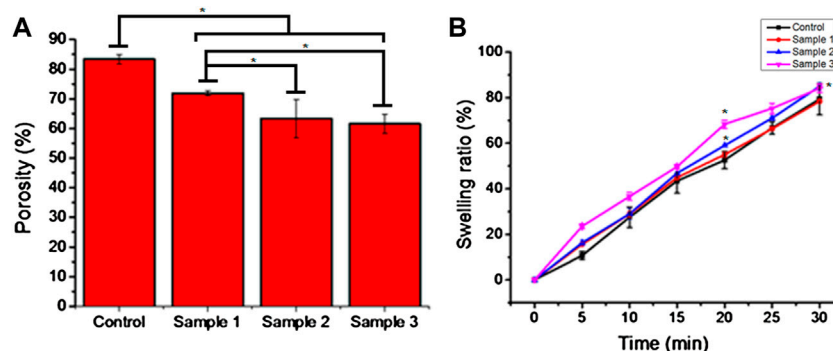 A
*
*
*
Porosity (%)
90
80
70
60
50
40
30
20
10
0
Control Sample 1 Sample 2 Sample 3
B
Control
Sample 1
Sample 2
Sample 3
Swelling ratio (%)
100
80
60
40
20
0
*
*
*
0 5 10 15 20 25 30
Time (min)